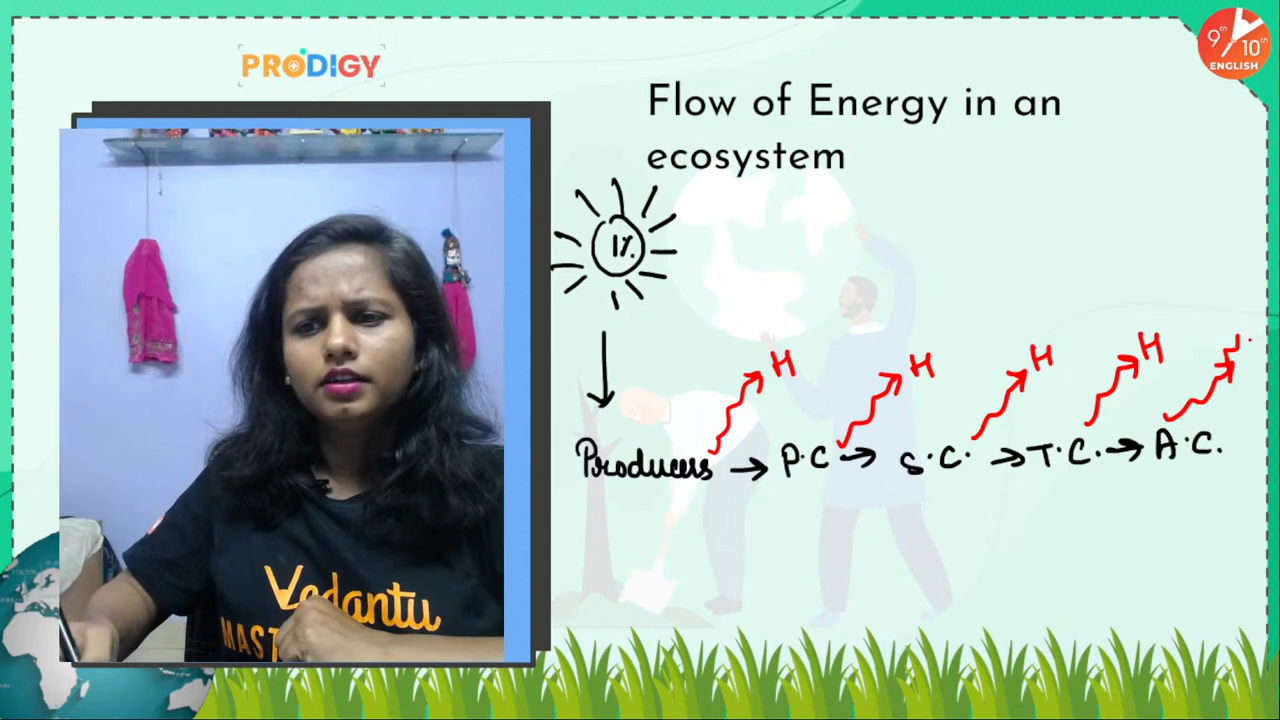 PRODIGY
9th 10th
ENGLISH
Flow of Energy in an
ecosystem
1%.
H H H H
Producers → P.C → S.C. → T.C. → A.C.
Vedantu
MAST